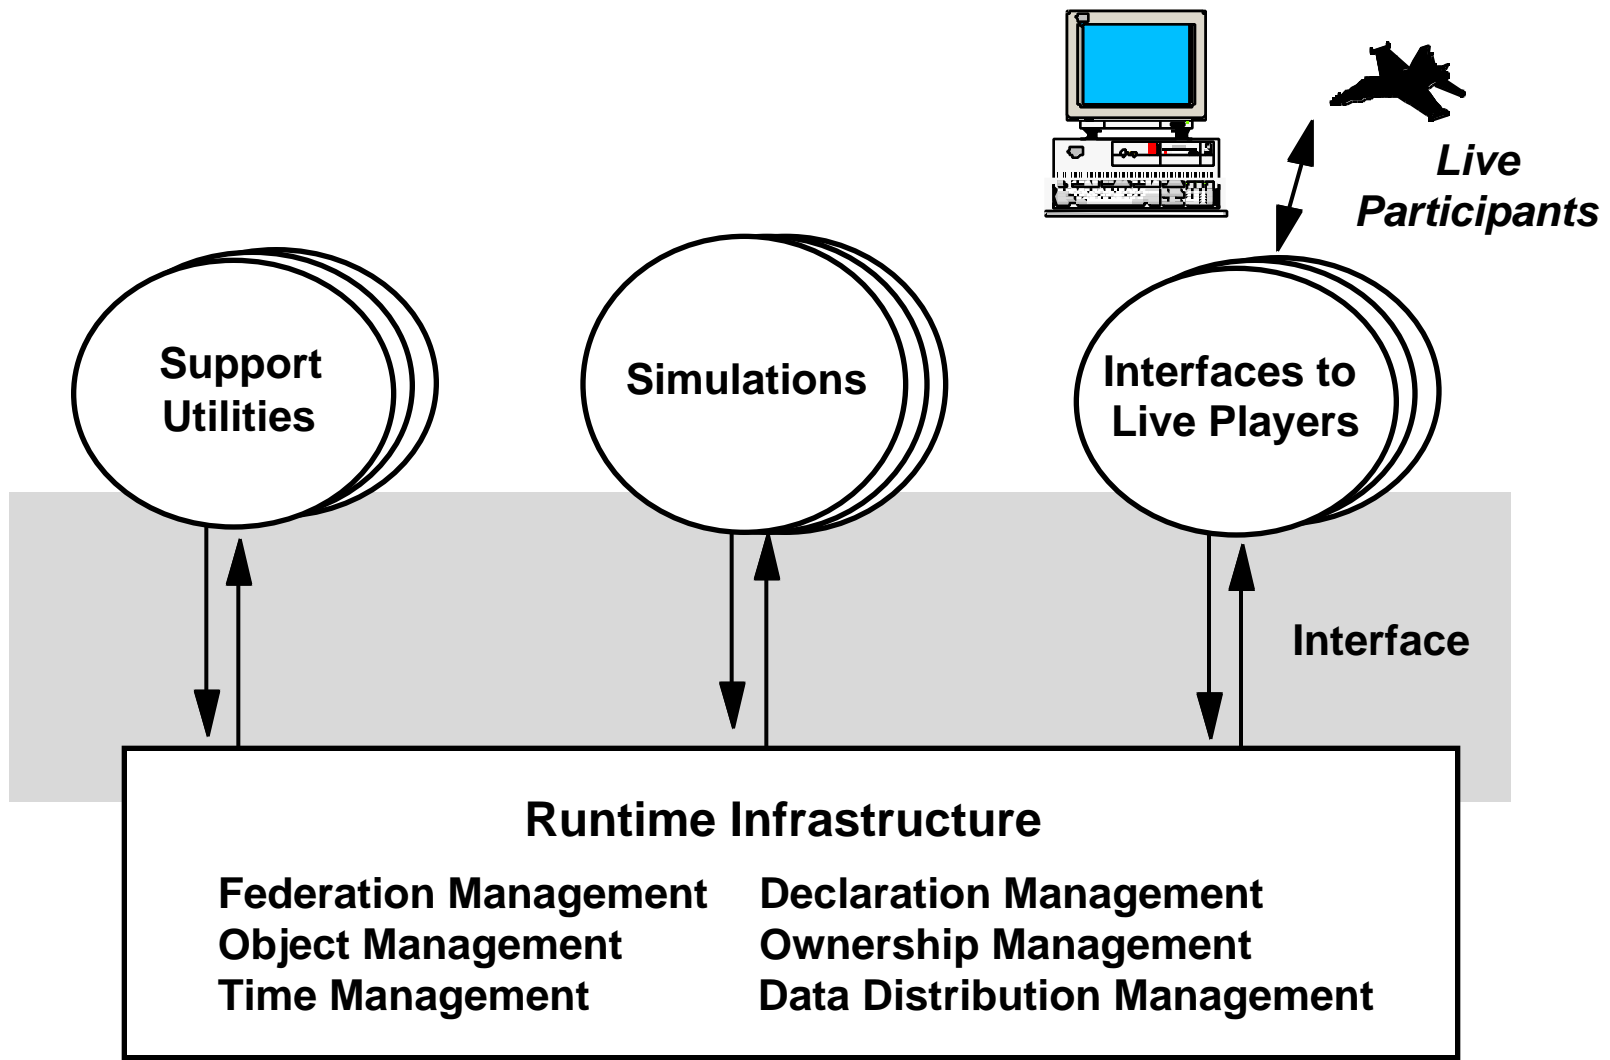 Live
Participants
Support
Utilities
Simulations
Interfaces to
Live Players
Interface
Runtime Infrastructure
Federation Management
Declaration Management
Object Management
Ownership Management
Time Management
Data Distribution Management